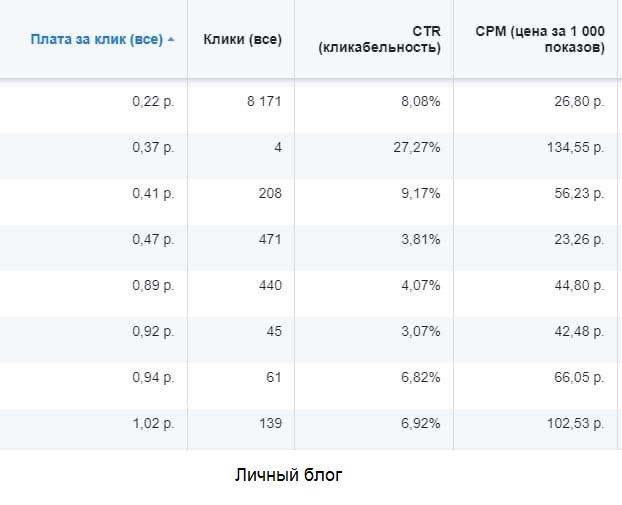 Плата за клик (все) Клики (все) CTR (кликабельность) CPM (цена за 1 000 показов)
0,22 р. 8 171 8,08% 26,80 р.
0,37 р. 4 27,27% 134,55 р.
0,41 р. 208 9,17% 56,23 р.
0,47 р. 471 3,81% 23,26 р.
0,89 р. 440 4,07% 44,80 р.
0,92 р. 45 3,07% 42,48 р.
0,94 р. 61 6,82% 66,05 р.
1,02 р. 139 6,92% 102,53 р.
Личный блог